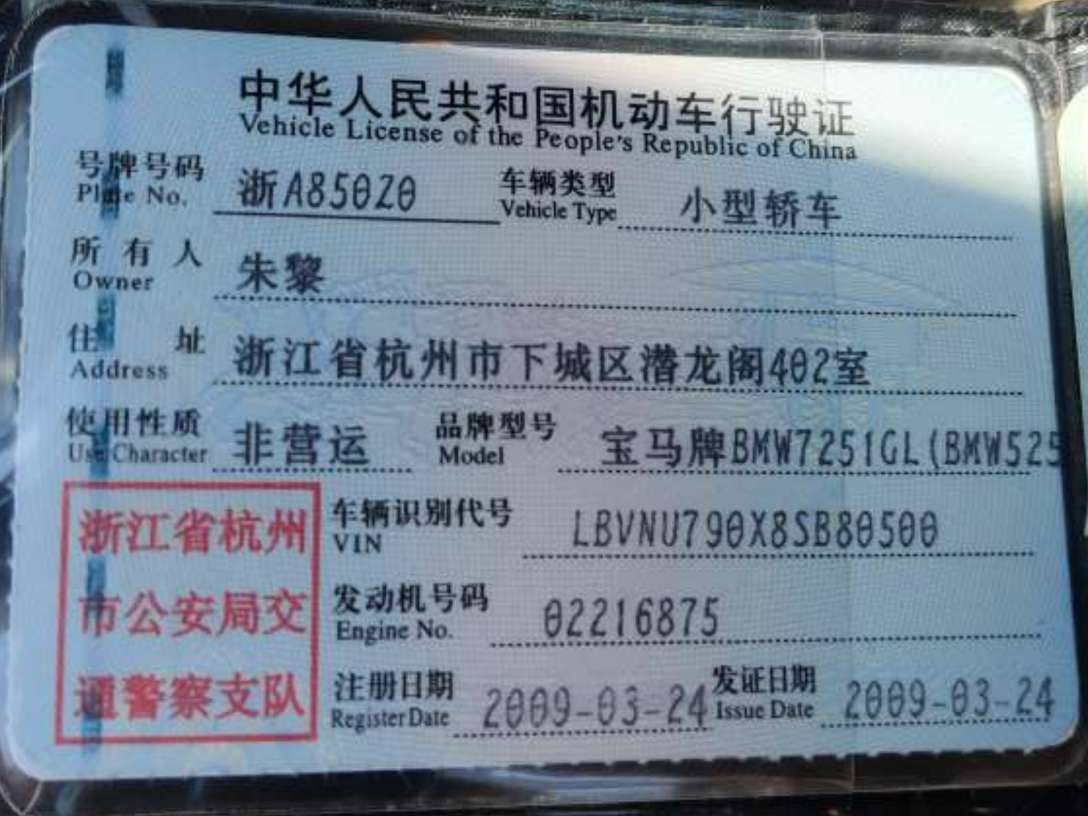 中华人民共和国机动车行驶证
Vehicle License of the People's Republic of China
号牌号码 浙A850Z0 车辆类型 小型轿车
Plate No. Vehicle Type
所有人 朱黎
Owner
住址 浙江省杭州市下城区潜龙阁402室
Address
使用性质 非营运 品牌型号 宝马牌BMW7251GL(BMW525
Use Character Model
浙江省杭州
市公安局交
通警察支队
车辆识别代号 LBVNU790X8SB80500
VIN
发动机号码 02216875
Engine No.
注册日期 2009-03-24 发证日期 2009-03-24
Register Date Issue Date